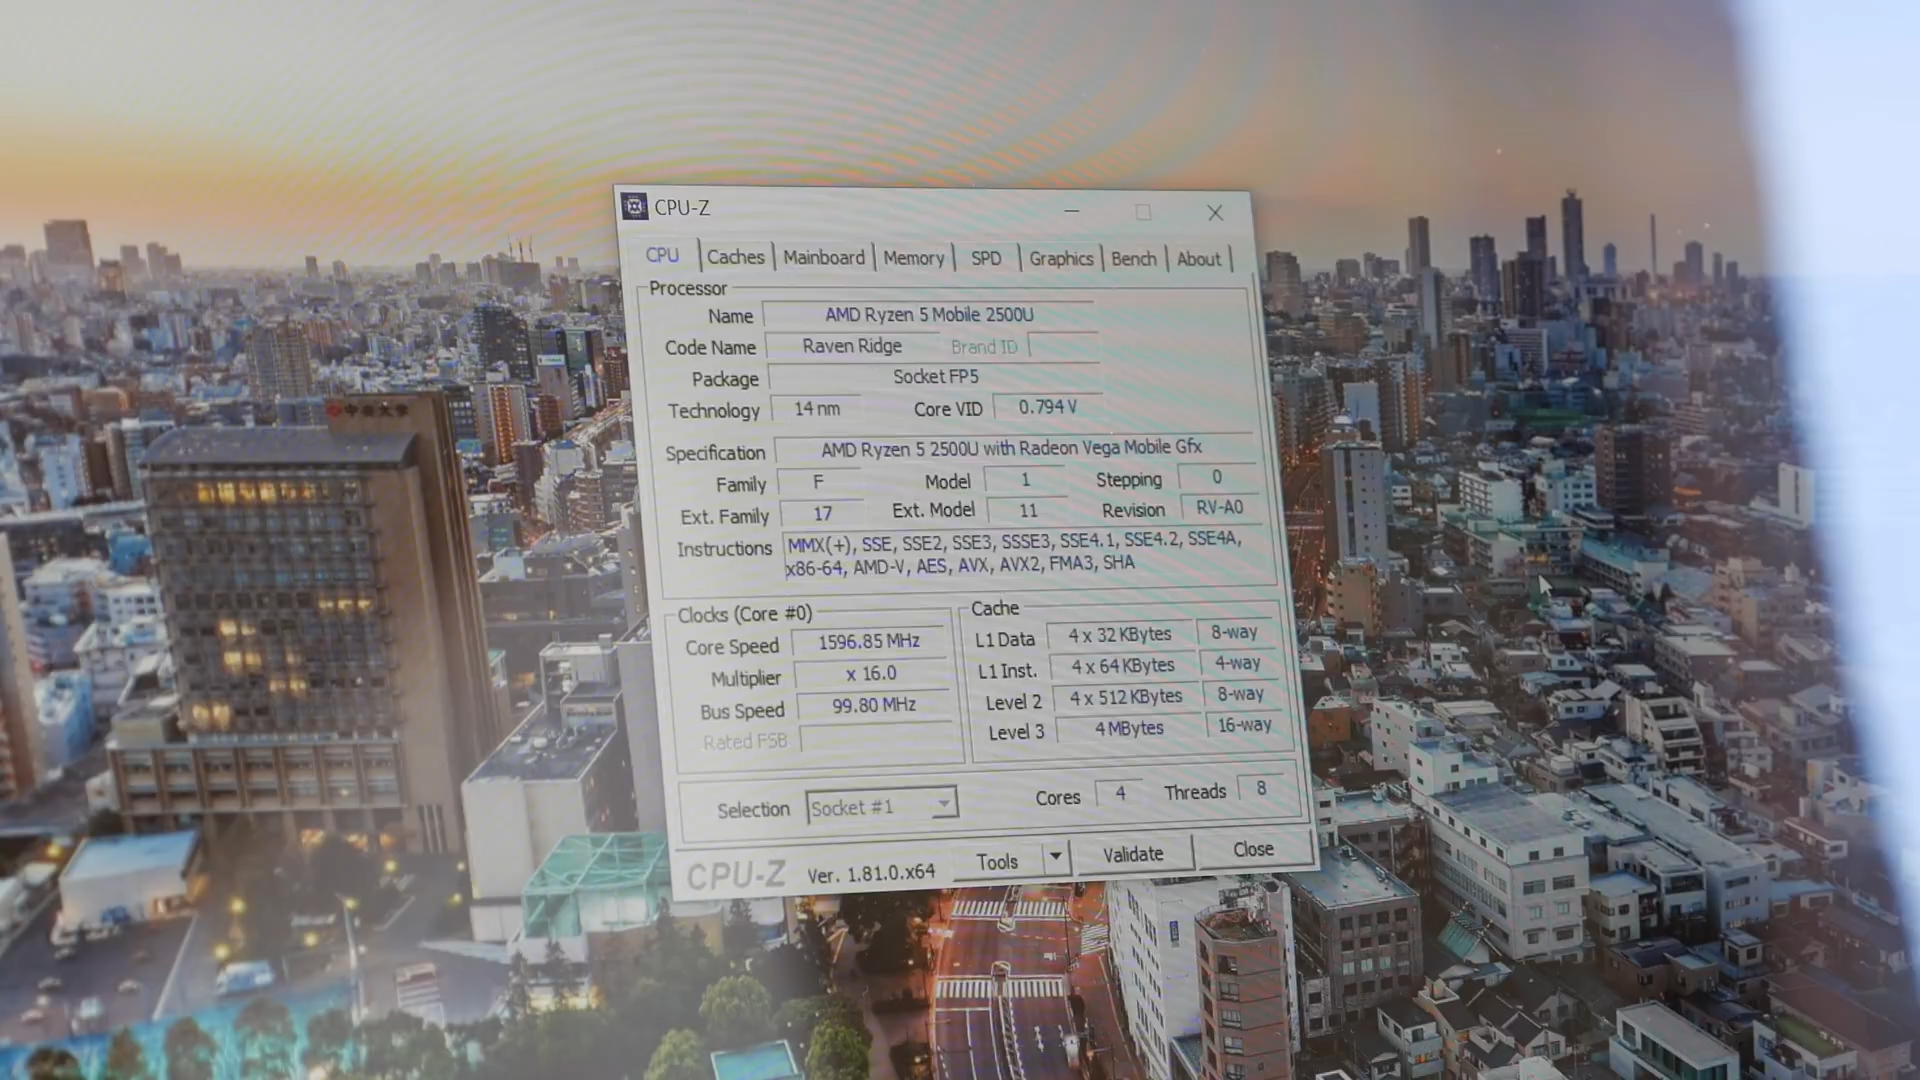 CPU-Z
CPU Caches Mainboard Memory SPD Graphics Bench About
Processor
Name AMD Ryzen 5 Mobile 2500U
Code Name Raven Ridge Brand ID
Package Socket FP5
Technology 14 nm Core VID 0.794 V
Specification AMD Ryzen 5 2500U with Radeon Vega Mobile Gfx
Family F Model 1 Stepping 0
Ext. Family 17 Ext. Model 11 Revision RV-A0
Instructions MMX(+), SSE, SSE2, SSE3, SSSE3, SSE4.1, SSE4.2, SSE4A,
x86-64, AMD-V, AES, AVX, AVX2, FMA3, SHA
Clocks (Core #0)
Core Speed 1596.85 MHz
Multiplier x 16.0
Bus Speed 99.80 MHz
Rated FSB
Cache
L1 Data 4 x 32 KBytes 8-way
L1 Inst. 4 x 64 KBytes 4-way
Level 2 4 x 512 KBytes 8-way
Level 3 4 MBytes 16-way
Selection Socket #1 Cores 4 Threads 8
CPU-Z Ver. 1.81.0.x64 Tools Validate Close
中央大学